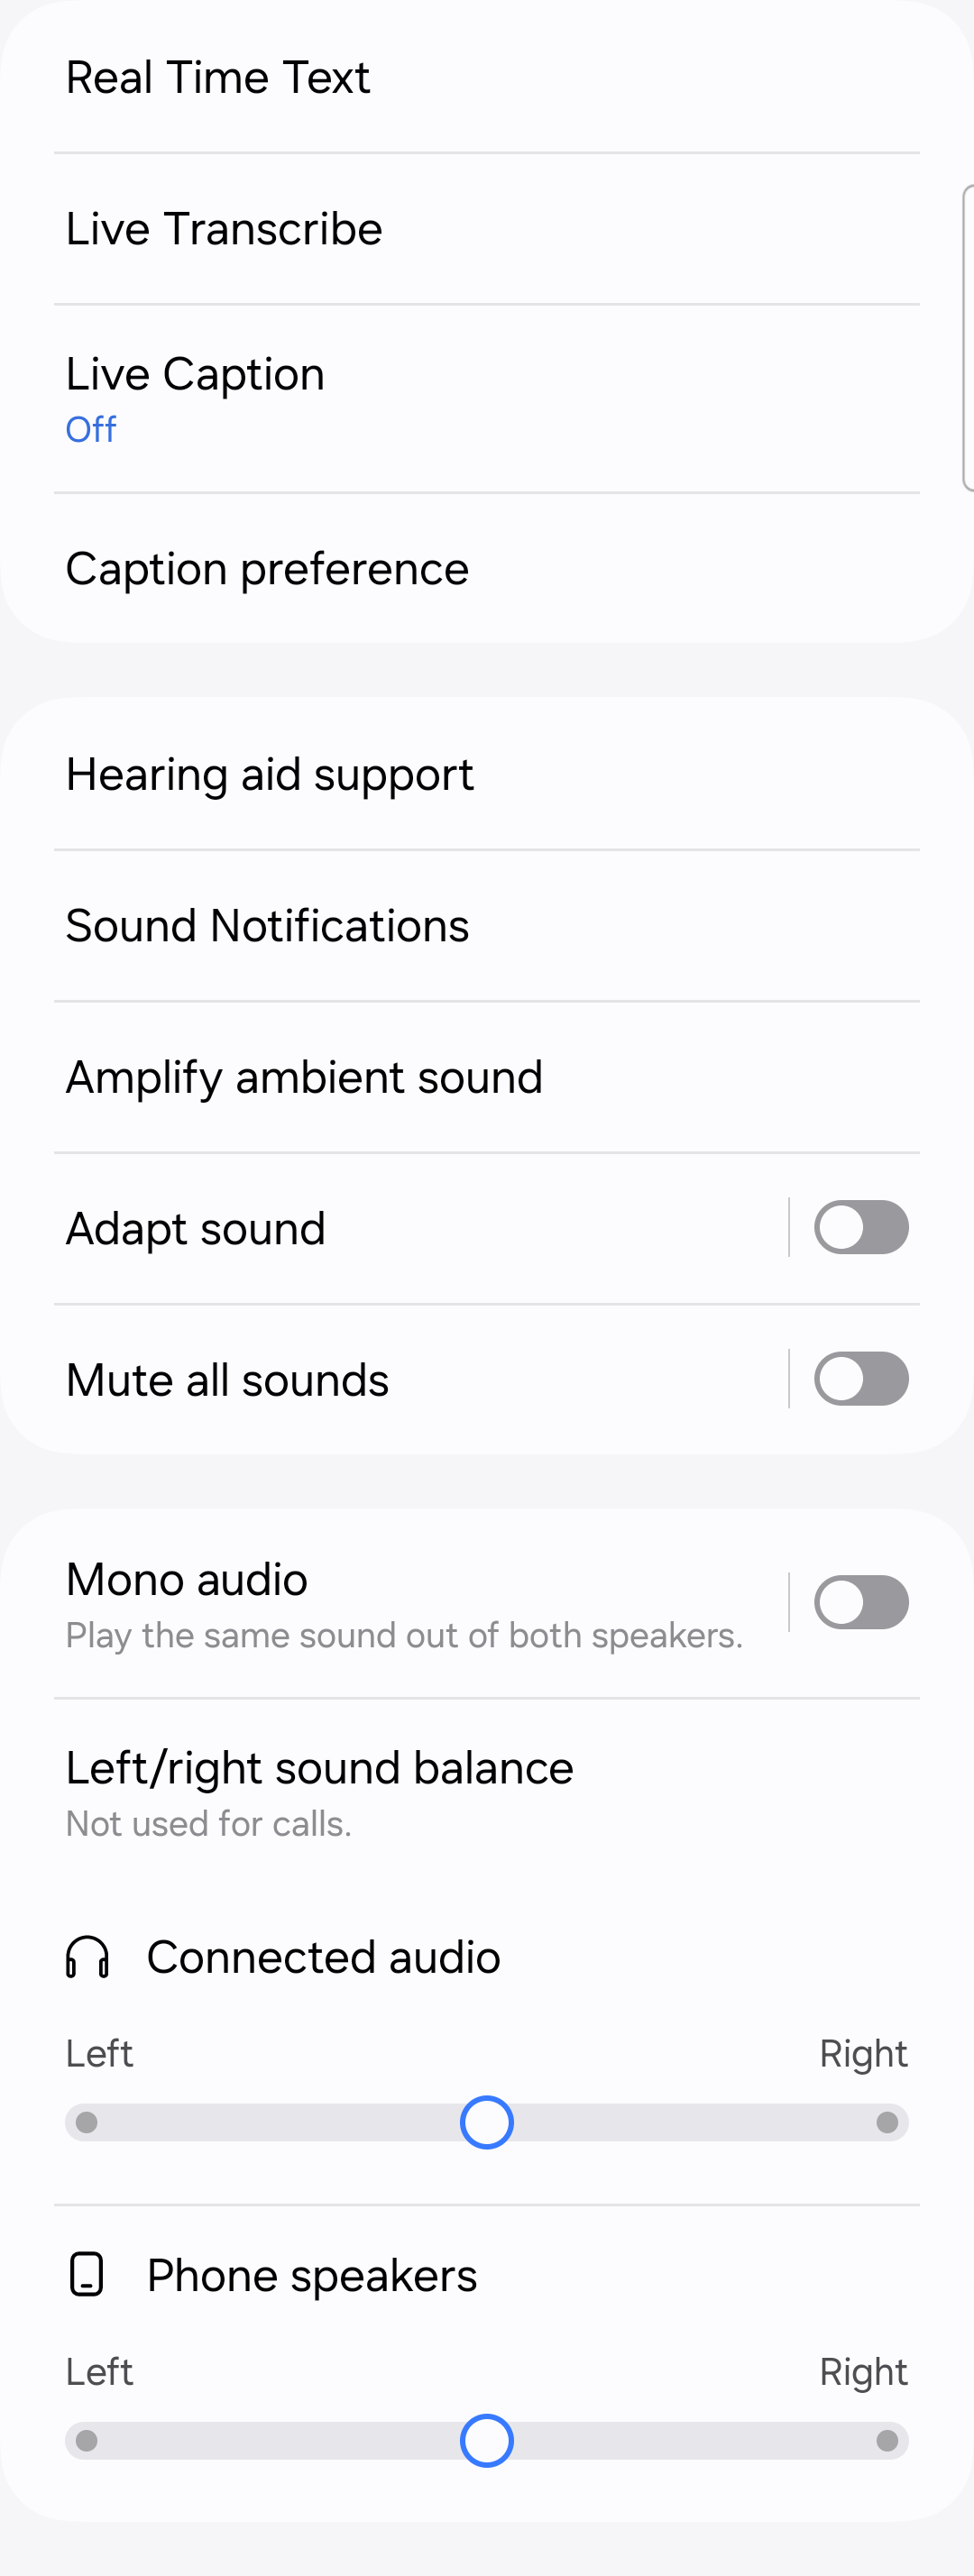 Real Time Text
Live Transcribe
Live Caption
Off
Caption preference
Hearing aid support
Sound Notifications
Amplify ambient sound
Adapt sound
Mute all sounds
Mono audio
Play the same sound out of both speakers.
Left/right sound balance
Not used for calls.
Connected audio
Left Right
Phone speakers
Left Right